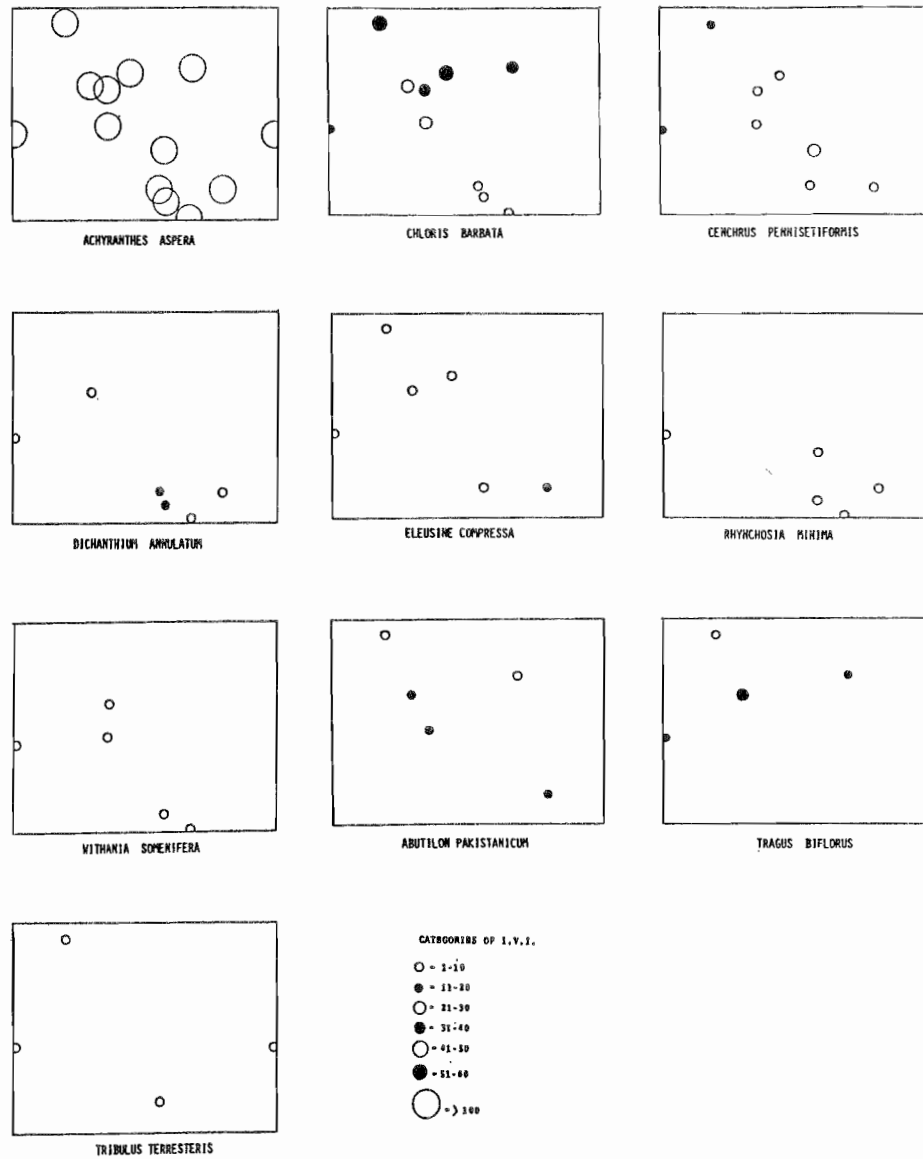 ACHYRANTHES ASPERA
CHLORIS BARBATA
CENCHRUS PENNISETIFORMIS
DICHANTHIUM ANNULATUM
ELEUSINE COMPRESSA
RHYNCHOSIA MINIMA
WITHANIA SOMENIFERA
ABUTILON PAKISTANICUM
TRAGUS BIFLORUS
TRIBULUS TERRESTERIS
CATEGORIES OF I.V.I.
= 1-10
= 11-20
= 21-30
= 31-40
= 41-50
= 51-60